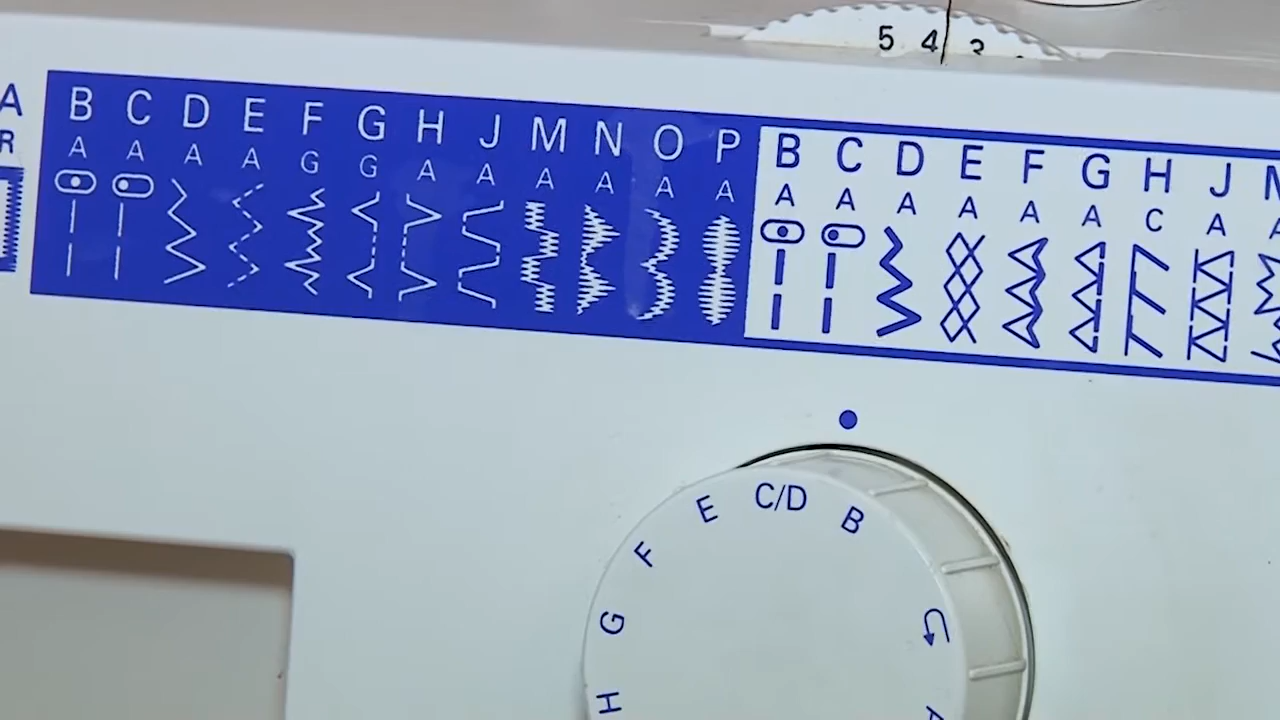 5 4 3
A B C D E F G H J M N O P B C D E F G H J M
R A A A A G G A A A A A A A A A A A A C A A
E C/D B
F
G
H